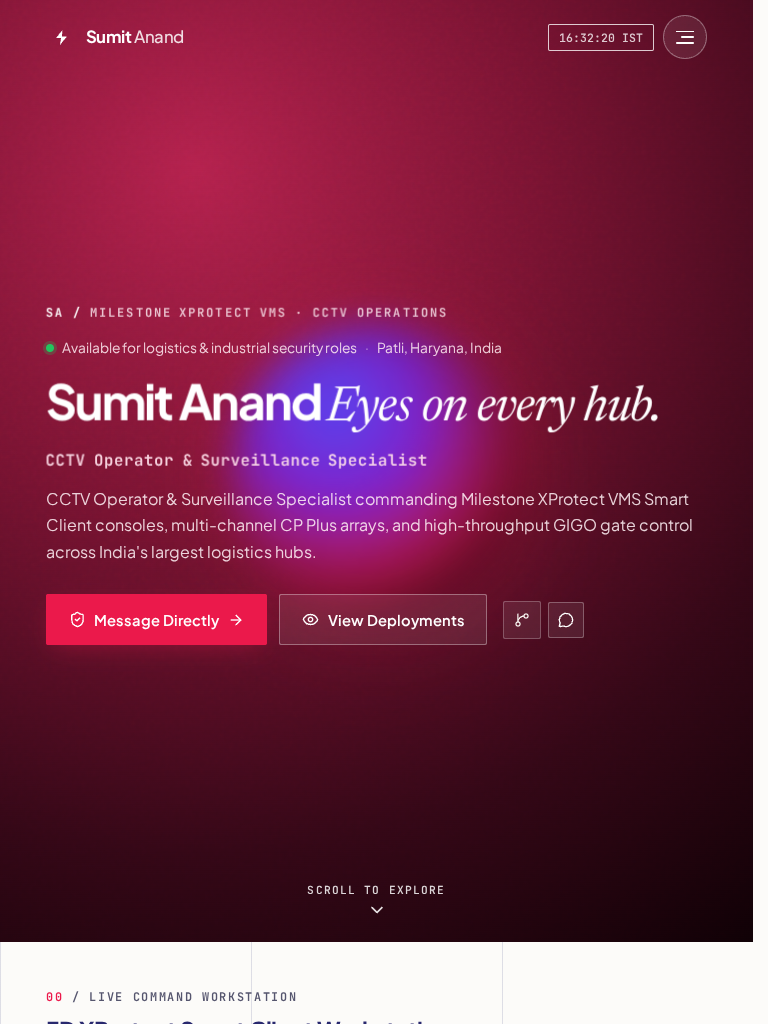 Sumit Anand
16:32:20 IST
SA / MILESTONE XPROTECT VMS · CCTV OPERATIONS
Available for logistics & industrial security roles · Patli, Haryana, India
Sumit Anand Eyes on every hub.
CCTV Operator & Surveillance Specialist
CCTV Operator & Surveillance Specialist commanding Milestone XProtect VMS Smart
Client consoles, multi-channel CP Plus arrays, and high-throughput GIGO gate control
across India's largest logistics hubs.
Message Directly
View Deployments
SCROLL TO EXPLORE
00 / LIVE COMMAND WORKSTATION